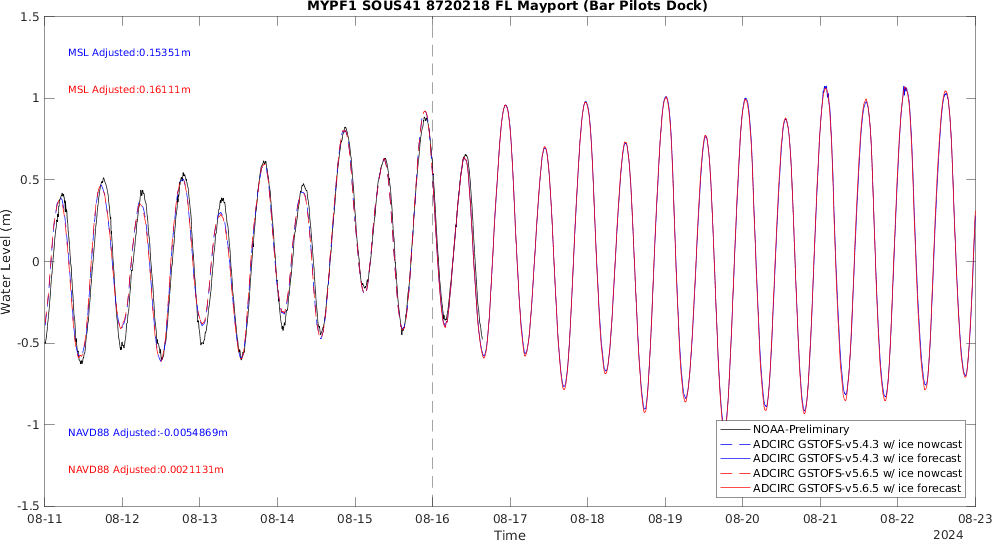 MYPF1 SOUS41 8720218 FL Mayport (Bar Pilots Dock)
1.5
1
0.5
0
-0.5
-1
-1.5
Water Level (m)
MSL Adjusted:0.15351m
MSL Adjusted:0.16111m
NAVD88 Adjusted:-0.0054869m
NAVD88 Adjusted:0.0021131m
NOAA-Preliminary
ADCIRC GSTOFS-v5.4.3 w/ ice nowcast
ADCIRC GSTOFS-v5.4.3 w/ ice forecast
ADCIRC GSTOFS-v5.6.5 w/ ice nowcast
ADCIRC GSTOFS-v5.6.5 w/ ice forecast
08-11 08-12 08-13 08-14 08-15 08-16 08-17 08-18 08-19 08-20 08-21 08-22 08-23
Time
2024